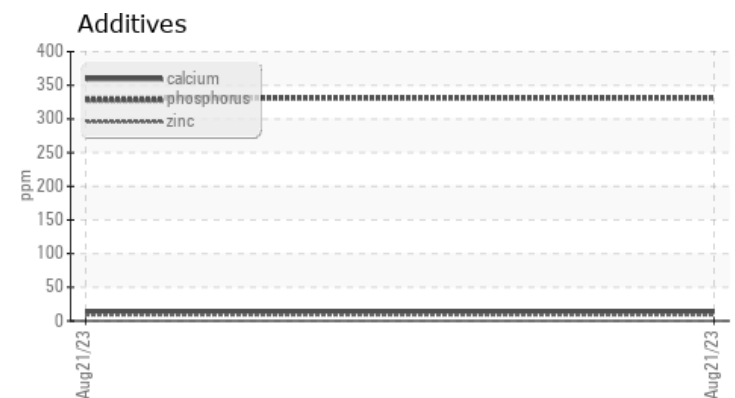 Additives
400
350
300
250
200
150
100
50
0
ppm
calcium
phosphorus
zinc
Aug21/23
Aug21/23